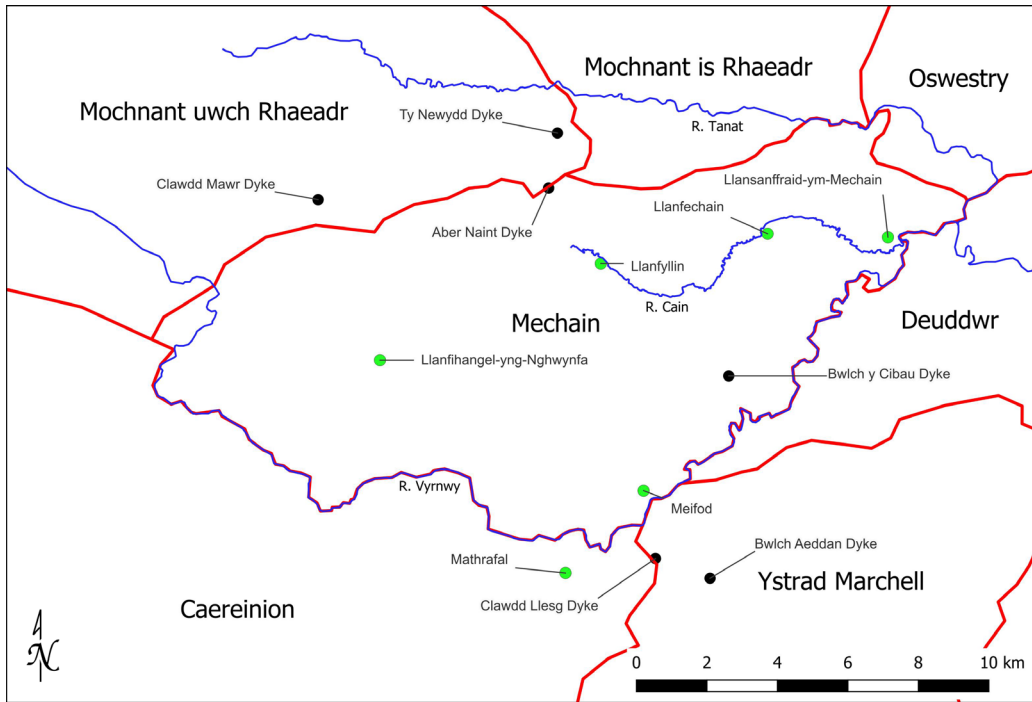 Mochnant is Rhaeadr
Oswestry
Mochnant uwch Rhaeadr
Ty Newydd Dyke
R. Tanat
Clawdd Mawr Dyke
Llansanffraid-ym-Mechain
Llanfechain
Aber Naint Dyke
Llanfyllin
R. Cain
Mechain
Deuddwr
Llanfihangel-yng-Nghwynfa
Bwlch y Cibau Dyke
R. Vyrnwy
Meifod
Bwlch Aeddan Dyke
Mathrafal
Ystrad Marchell
Clawdd Llesg Dyke
Caereinion
N
0 2 4 6 8 10 km